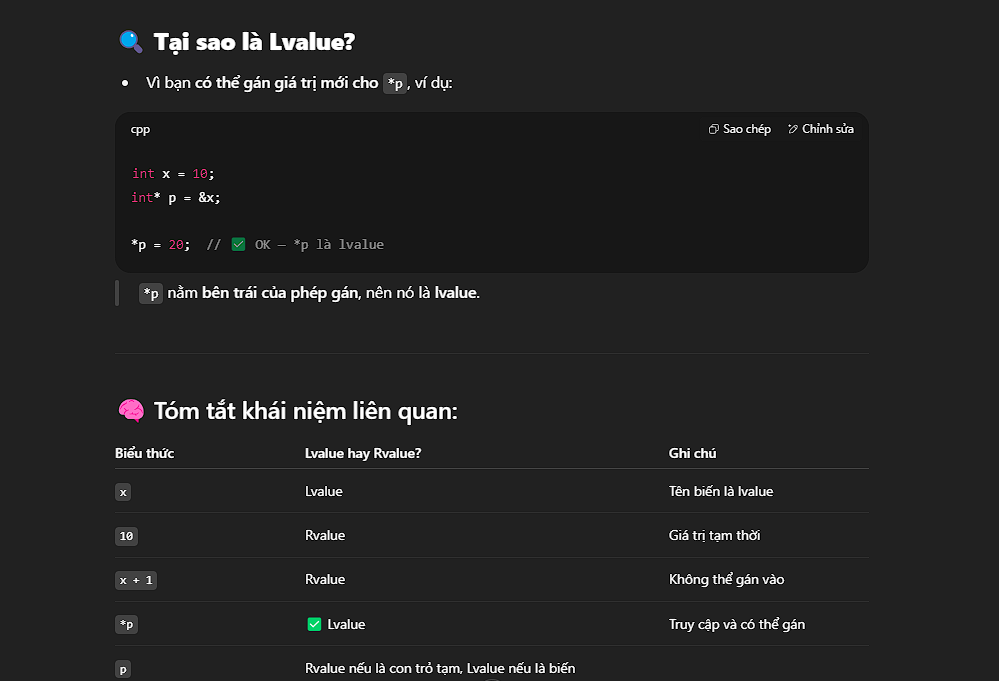 🔍 Tại sao là Lvalue?
• Vì bạn có thể gán giá trị mới cho *p, ví dụ:
cpp Sao chép Chỉnh sửa
int x = 10;
int* p = &x;
*p = 20; // ✅ OK – *p là lvalue
*p nằm bên trái của phép gán, nên nó là lvalue.
🧠 Tóm tắt khái niệm liên quan:
Biểu thức Lvalue hay Rvalue? Ghi chú
x Lvalue Tên biến là lvalue
10 Rvalue Giá trị tạm thời
x + 1 Rvalue Không thể gán vào
*p ✅ Lvalue Truy cập và có thể gán
p Rvalue nếu là con trỏ tạm, Lvalue nếu là biến